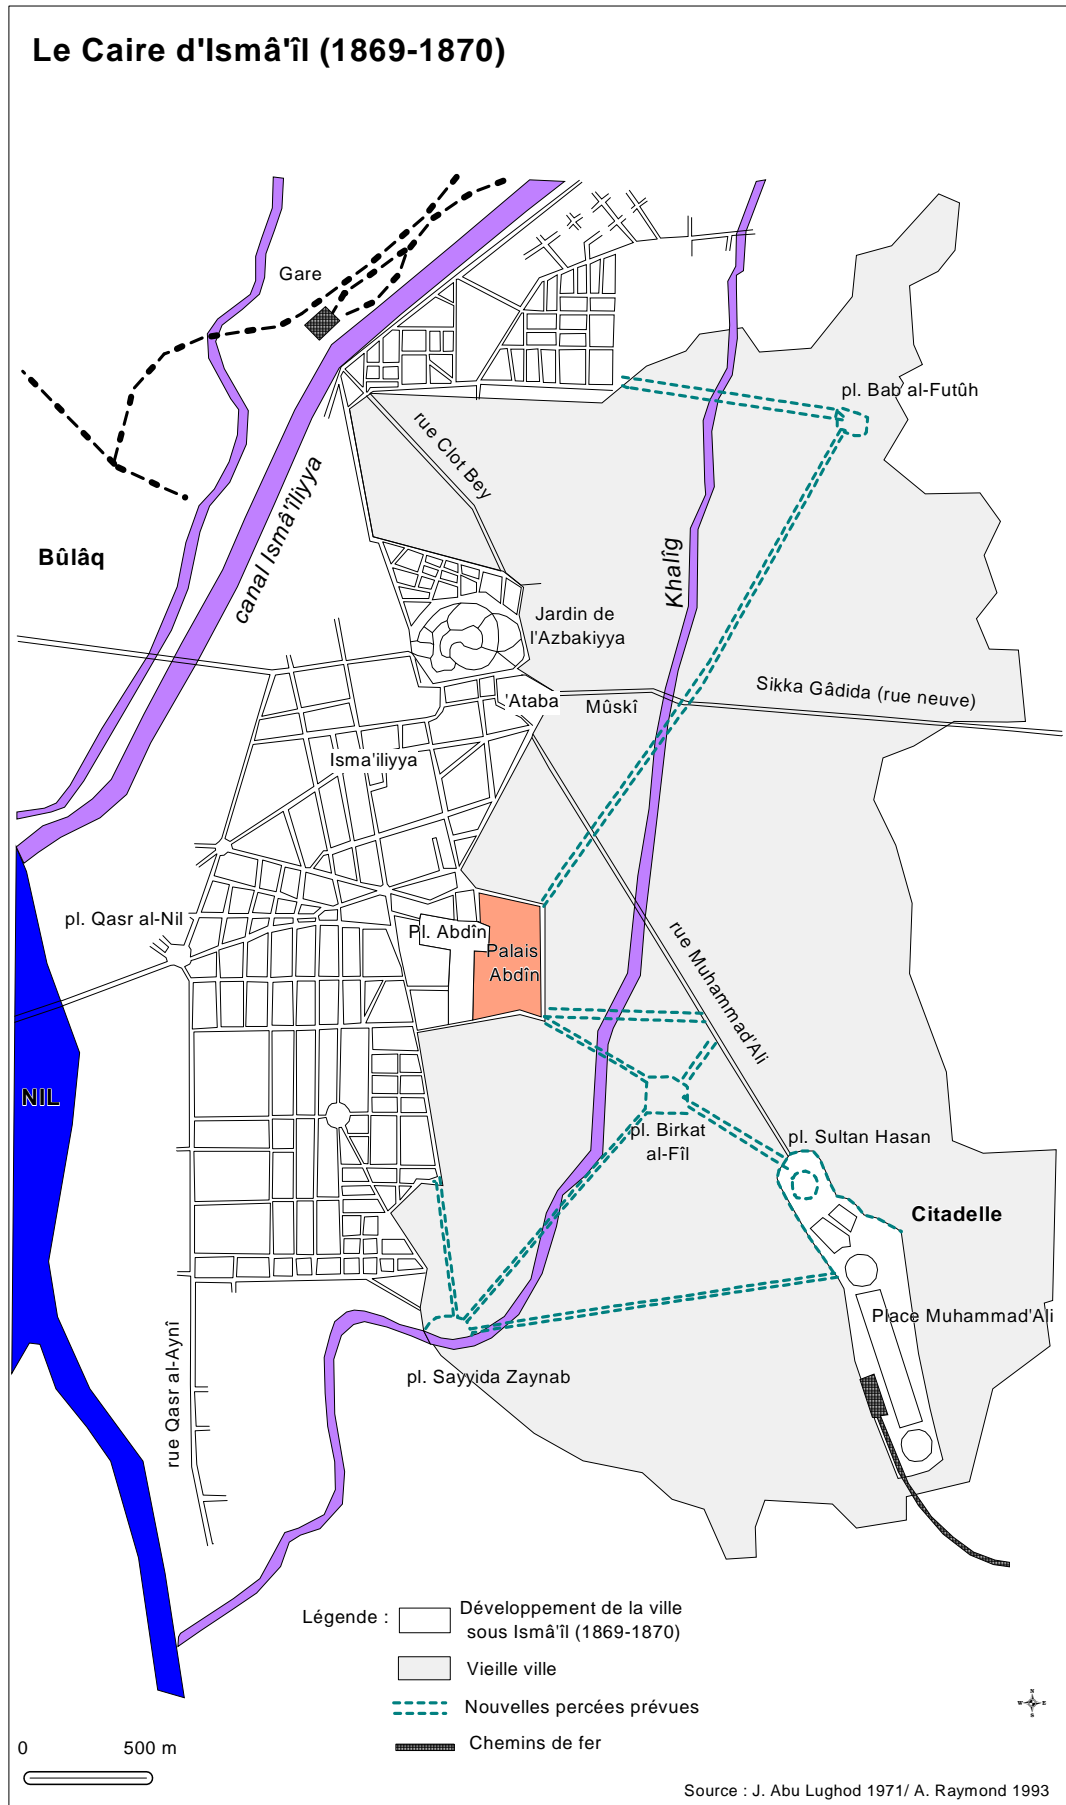 Le Caire d'Ismâ'îl (1869-1870)
Gare
pl. Bab al-Futûh
rue Clot Bey
canal Ismâ'îliyya
Bûlâq
Khalîg
Jardin de
l'Azbakiyya
'Ataba
Mûskî
Sikka Gâdida (rue neuve)
Isma'iliyya
pl. Qasr al-Nil
Pl. Abdîn
Palais
Abdîn
rue Muhammad'Ali
NIL
pl. Birkat
al-Fîl
pl. Sultan Hasan
Citadelle
Place Muhammad'Ali
rue Qasr al-Aynî
pl. Sayyida Zaynab
Légende :
Développement de la ville
sous Ismâ'îl (1869-1870)
Vieille ville
Nouvelles percées prévues
Chemins de fer
N
W E
S
0 500 m
Source : J. Abu Lughod 1971/ A. Raymond 1993